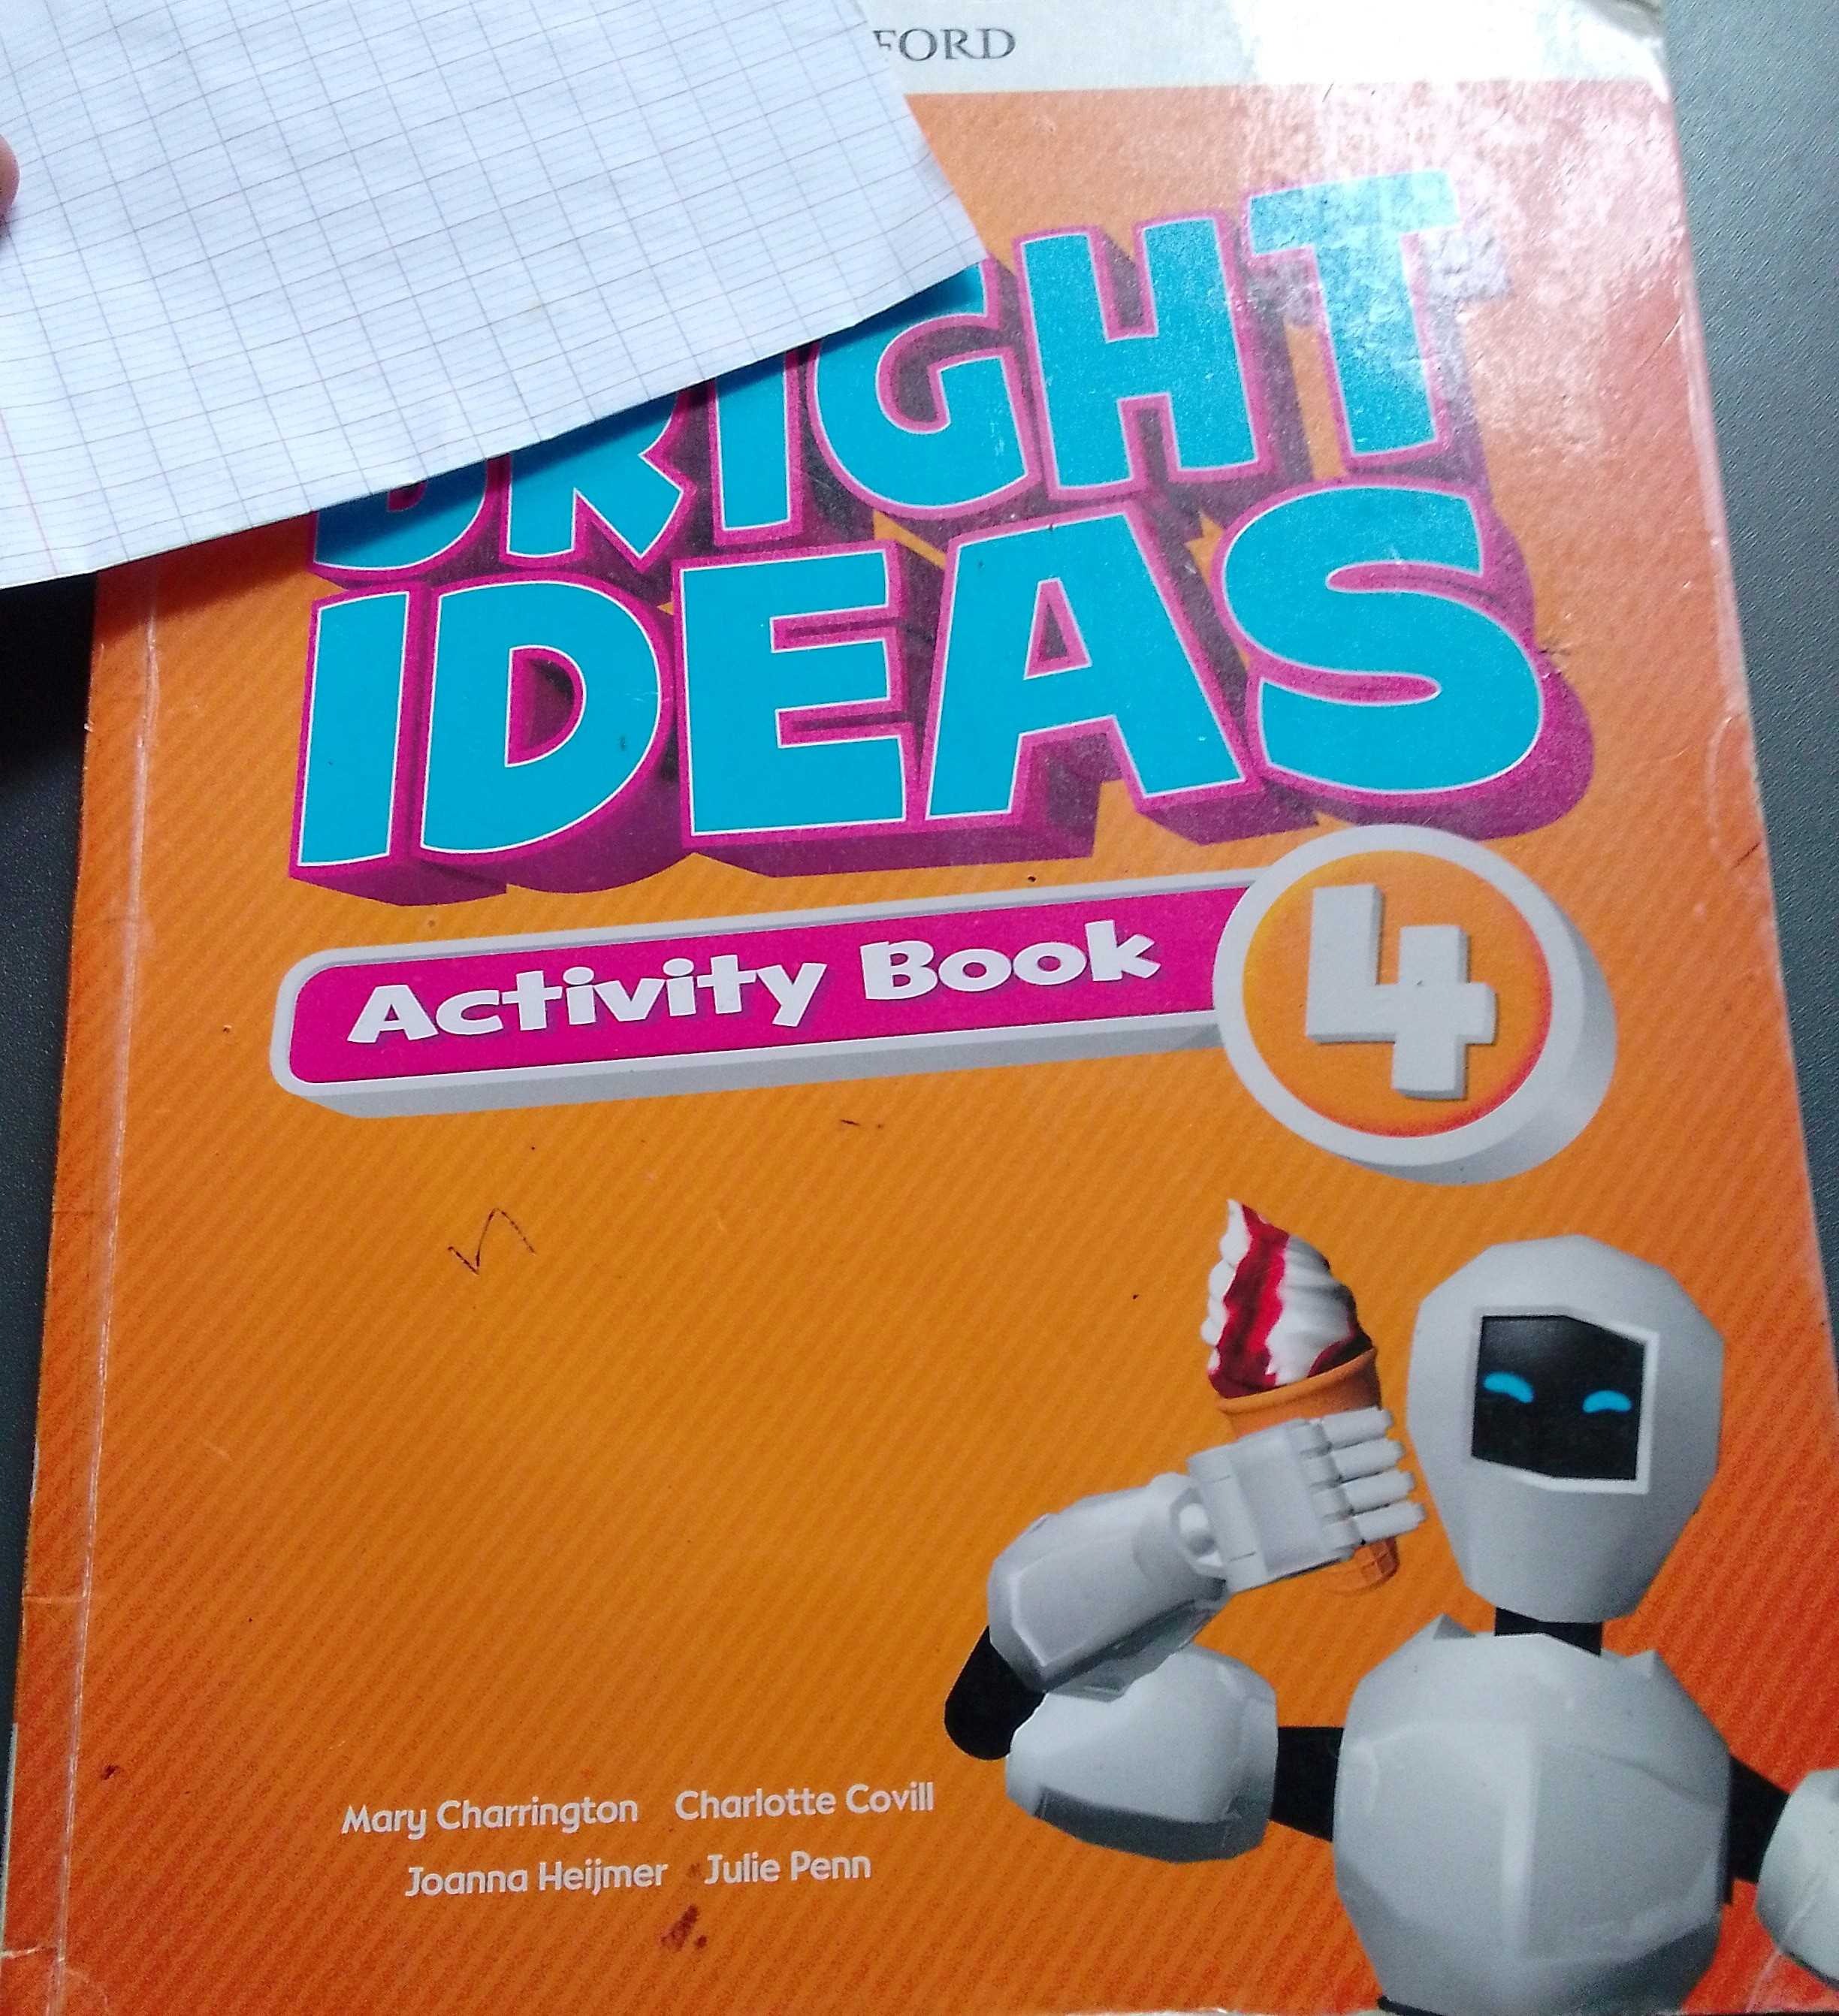 FORD
BRIGHT
IDEAS
Activity Book 4
Mary Charrington Charlotte Covill
Joanna Heijmer Julie Penn